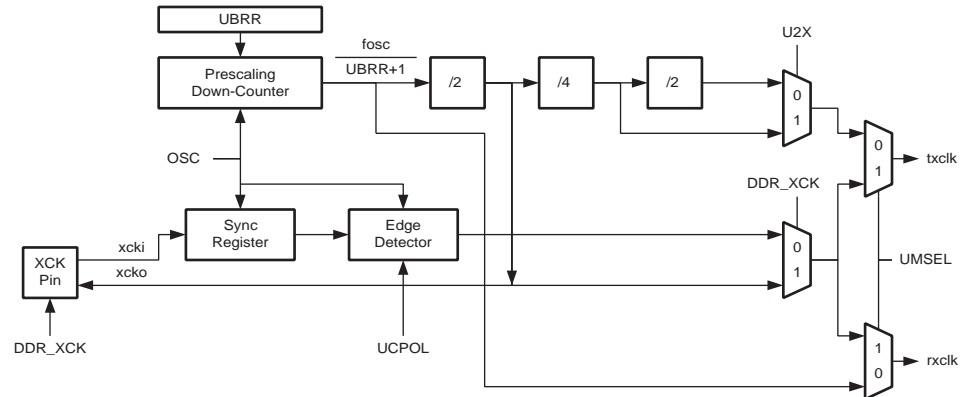 UBRR
fosc
U2X
Prescaling
Down-Counter
UBRR+1
/2
/4
/2
0
1
OSC
0
1
txclk
DDR_XCK
Sync
Register
Edge
Detector
xcki
0
1
XCK
Pin
xcko
UMSEL
DDR_XCK
UCPOL
1
0
rxclk